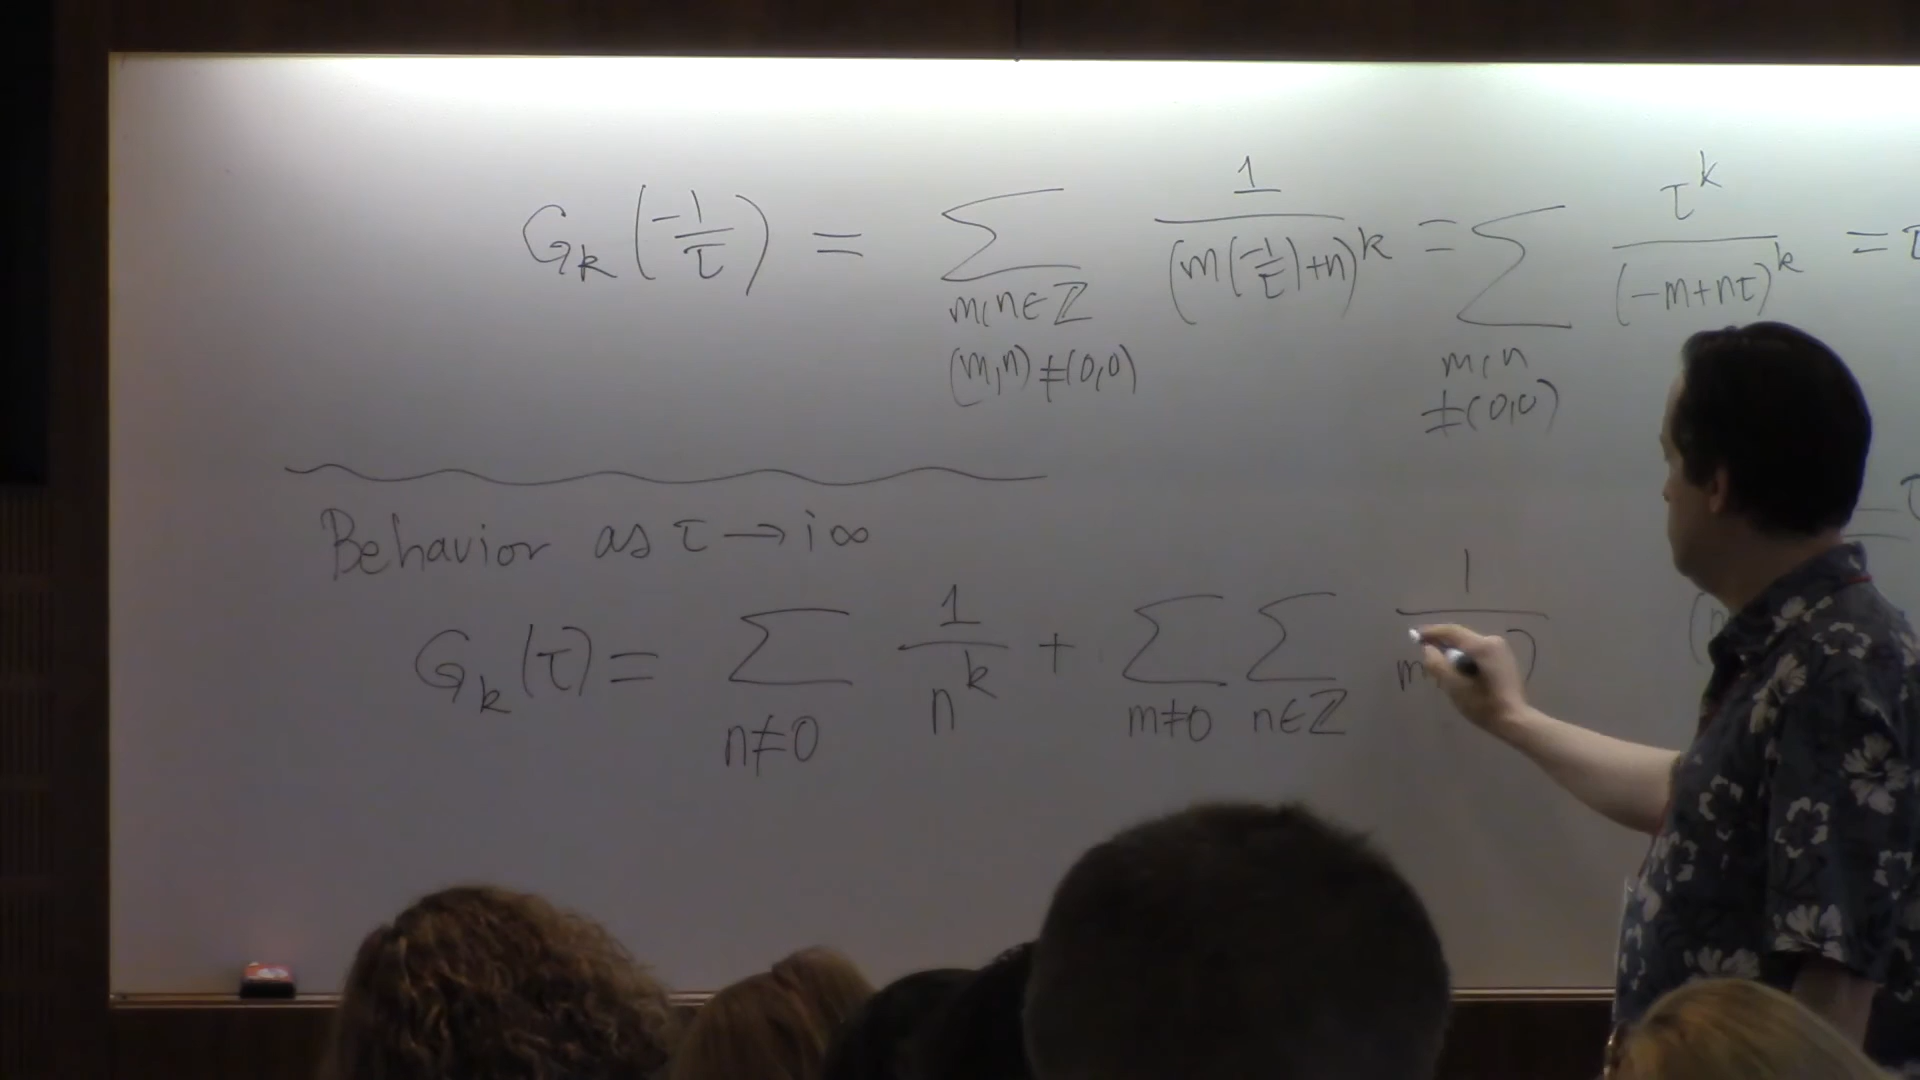 G_k(-1/τ) = Σ_{m,n∈ℤ (m,n)≠(0,0)} 1/(m(-1/τ)+n)^k = Σ_{m,n ≠(0,0)} τ^k/(-m+nτ)^k = τ
Behavior as τ → i∞
G_k(τ) = Σ_{n≠0} 1/n^k + Σ_{m≠0} Σ_{n∈ℤ} 1/